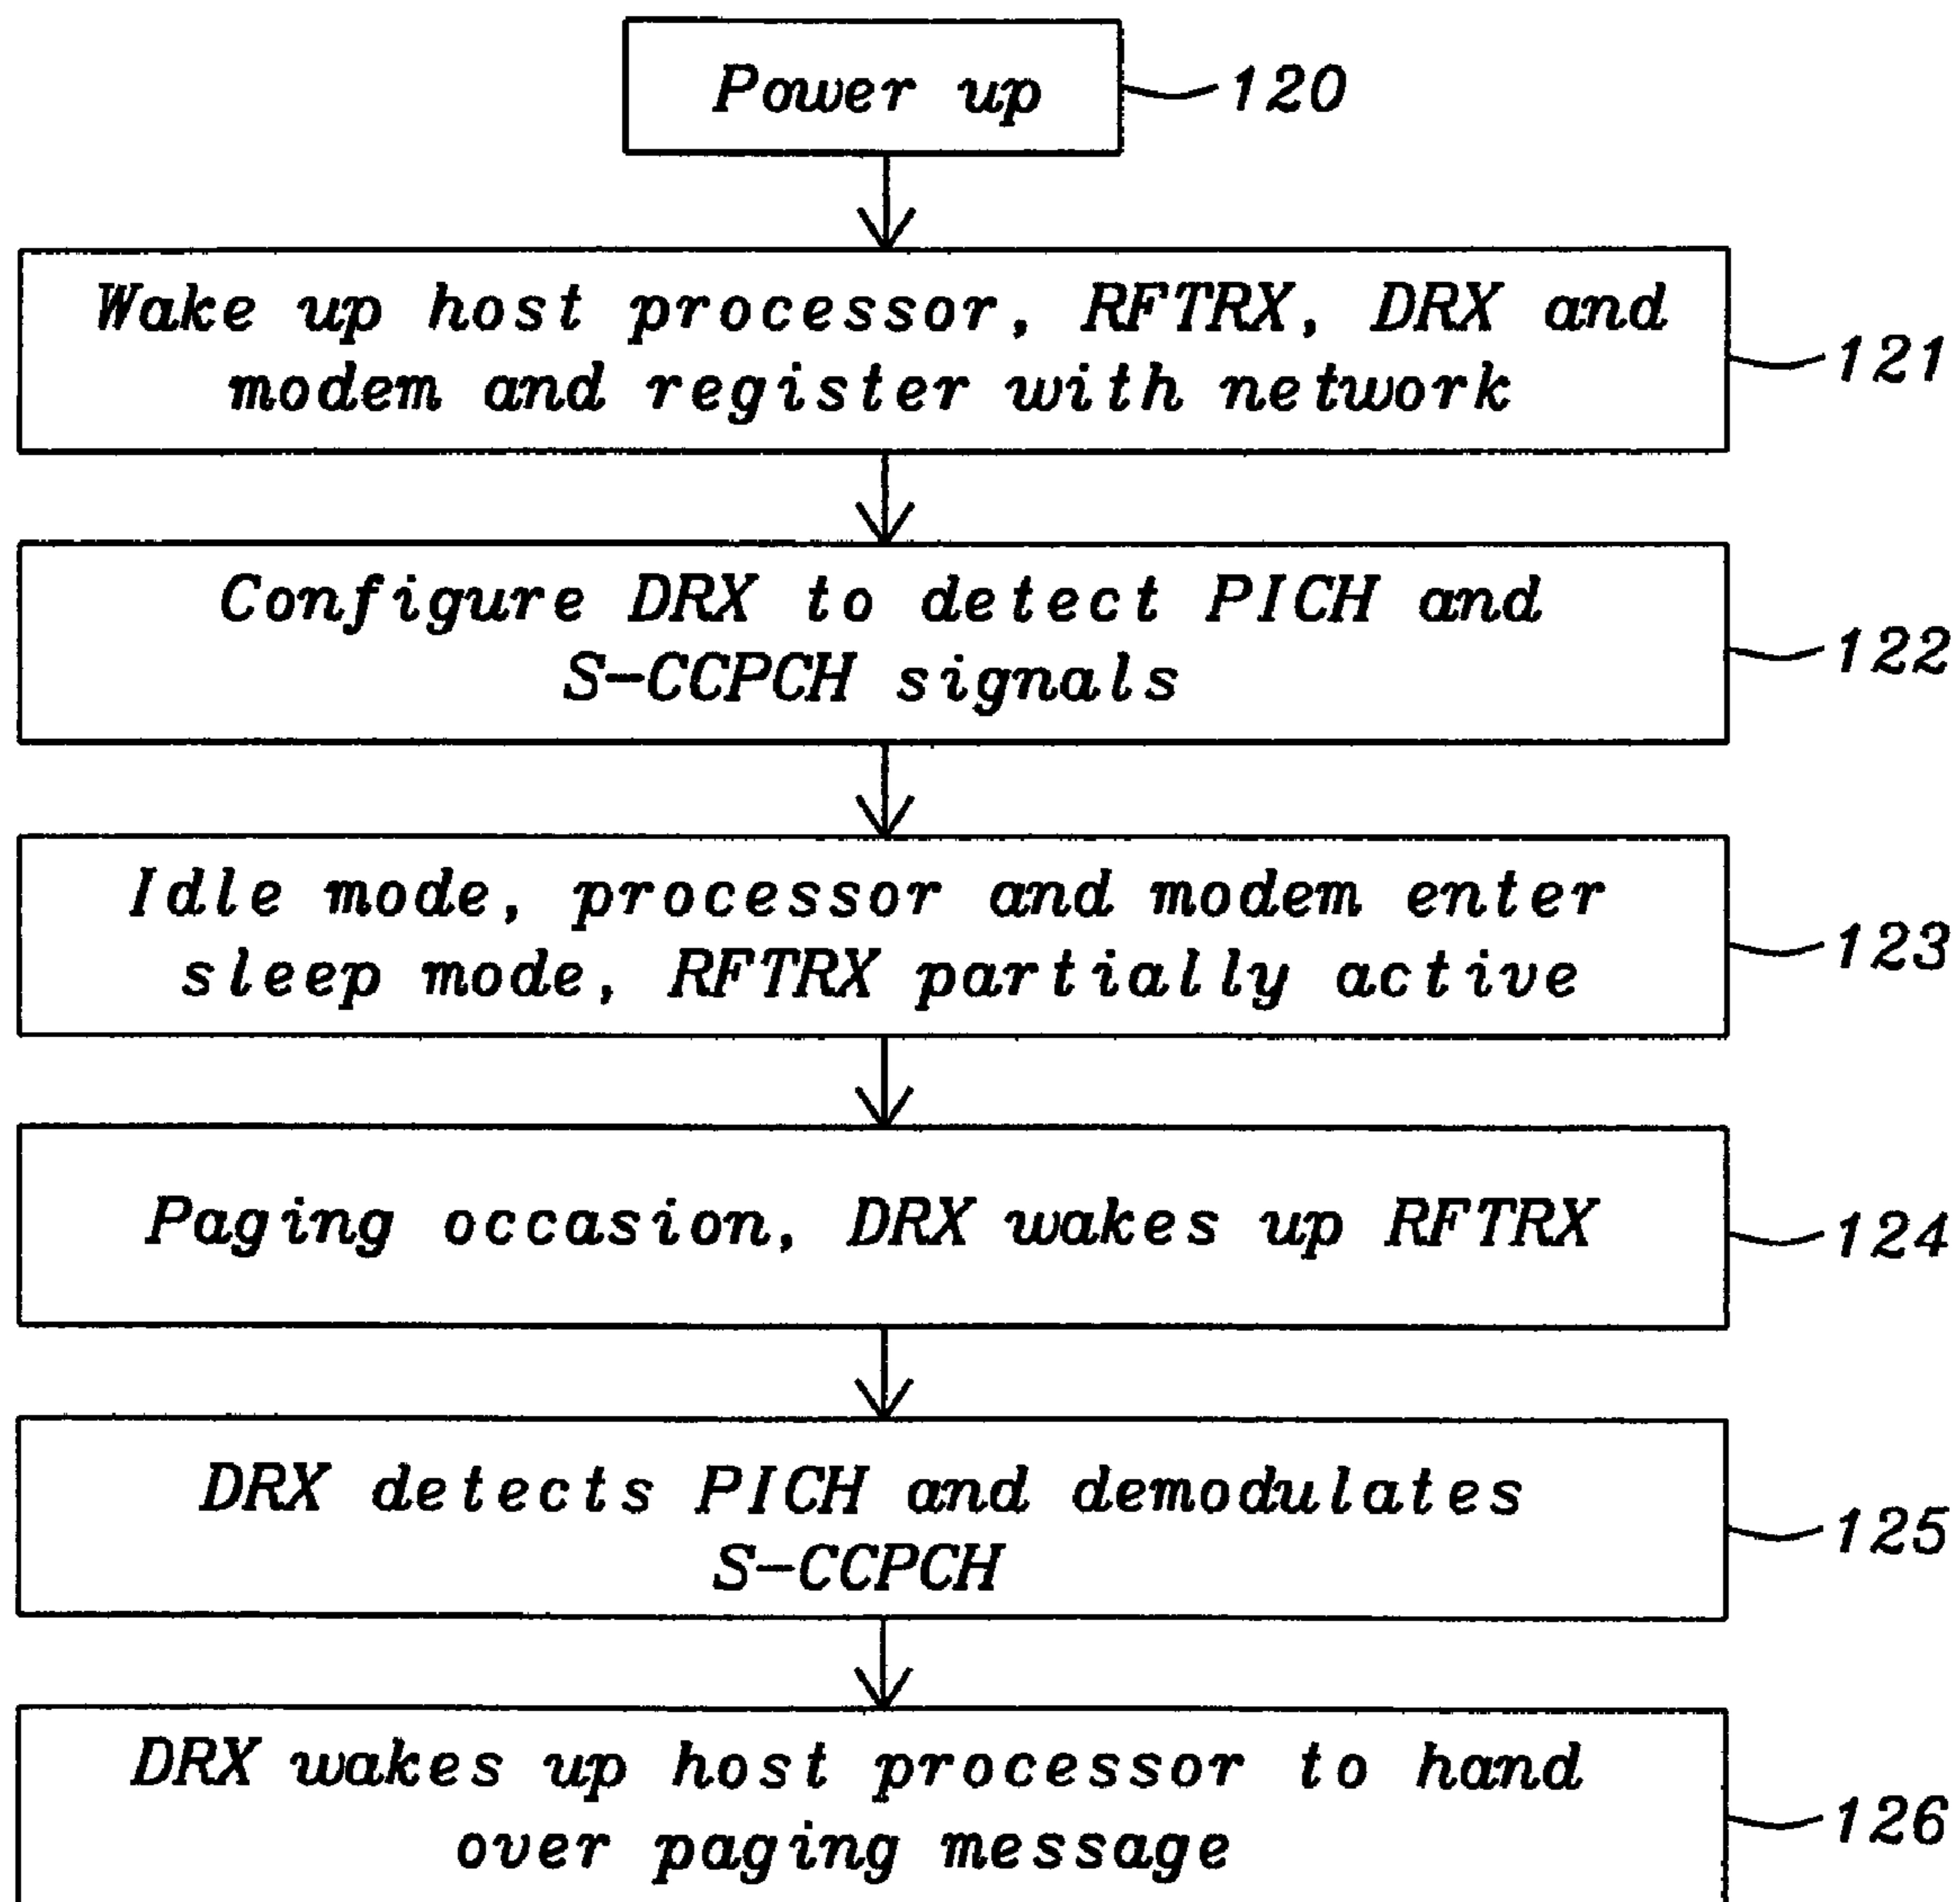 Power up
120
Wake up host processor, RFTRX, DRX and
modem and register with network
121
Configure DRX to detect PICH and
S-CCPCH signals
122
Idle mode, processor and modem enter
sleep mode, RFTRX partially active
123
Paging occasion, DRX wakes up RFTRX
124
DRX detects PICH and demodulates
S-CCPCH
125
DRX wakes up host processor to hand
over paging message
126